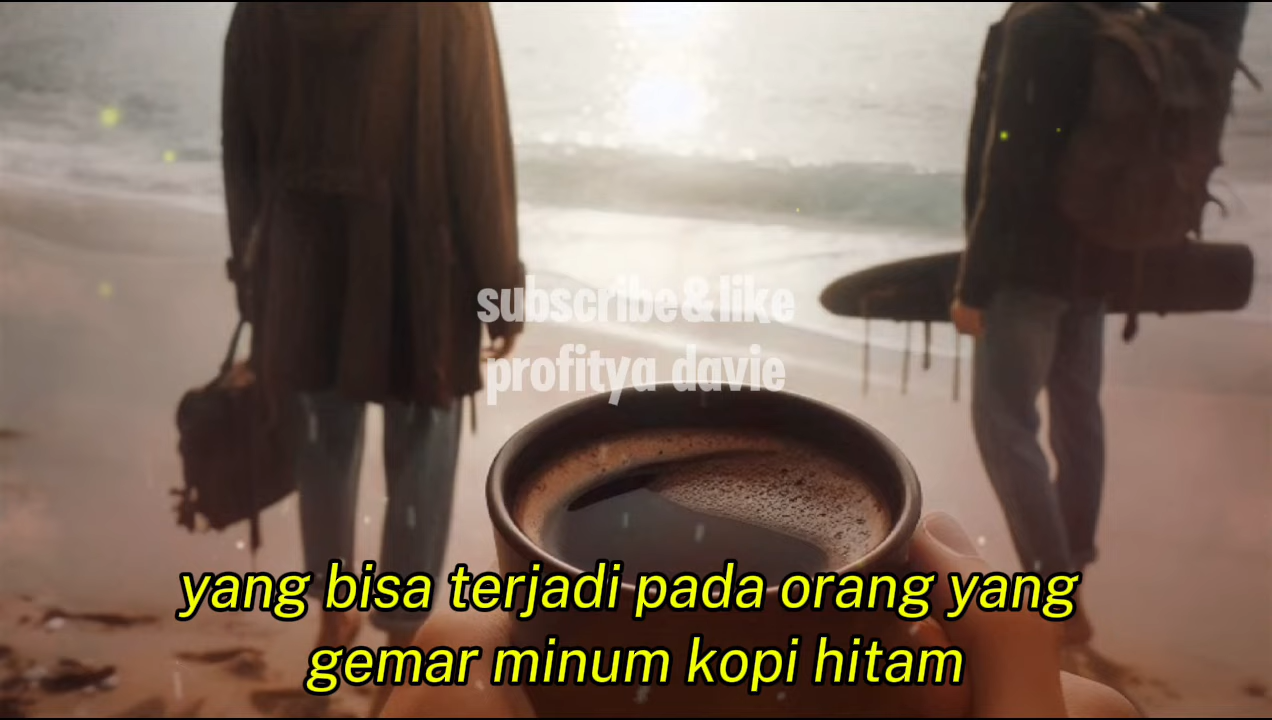 subscribe&like
profitya davie
yang bisa terjadi pada orang yang
gemar minum kopi hitam